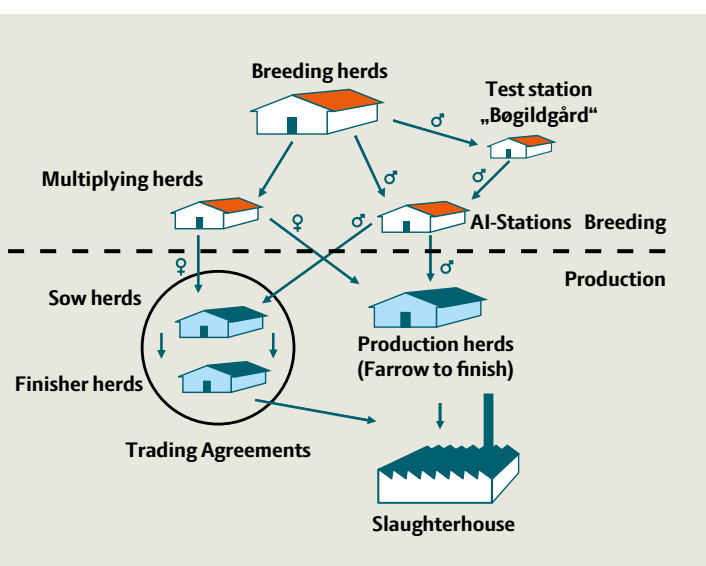 Breeding herds
Test station
„Bøgildgård“
♂
Multiplying herds
♂
♂
♀
♂
AI-Stations
Breeding
♀
♂
Production
Sow herds
Production herds
(Farrow to finish)
Finisher herds
Trading Agreements
Slaughterhouse